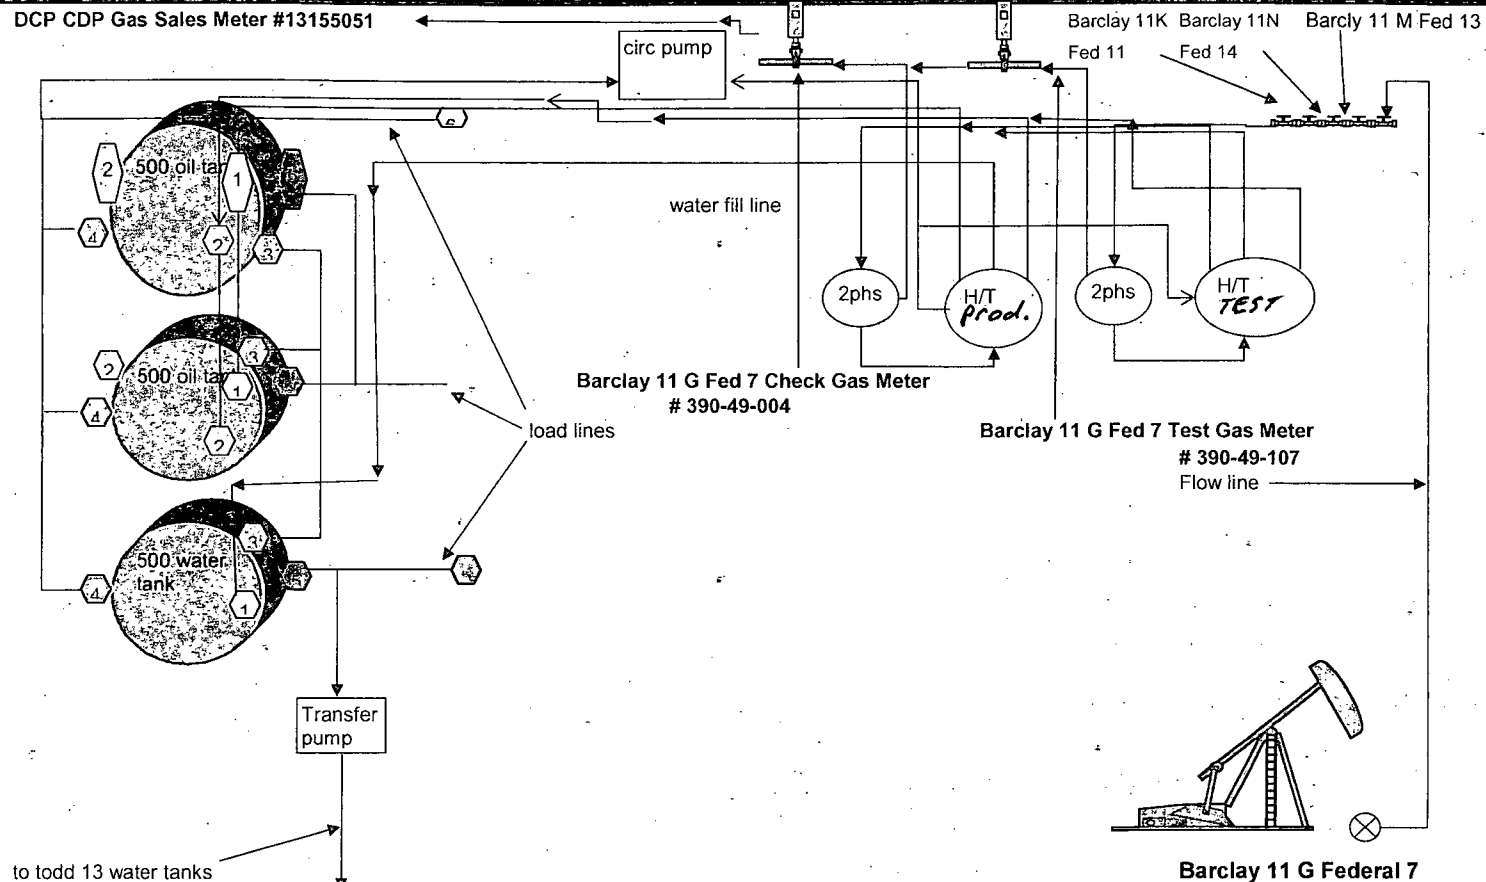 DCP CDP Gas Sales Meter #13155051
circ pump
Barclay 11K
Fed 11
Barclay 11N
Fed 14
Barcly 11 M Fed 13
2
500 oil tan
1
4
2
3
water fill line
2phs
H/T
Prod.
2phs
H/T
TEST
2
3
500 oil tan
1
4
2
Barclay 11 G Fed 7 Check Gas Meter
# 390-49-004
load lines
Barclay 11 G Fed 7 Test Gas Meter
# 390-49-107
Flow line
3
500 water
tank
4
1
Transfer
pump
to todd 13 water tanks
Barclay 11 G Federal 7